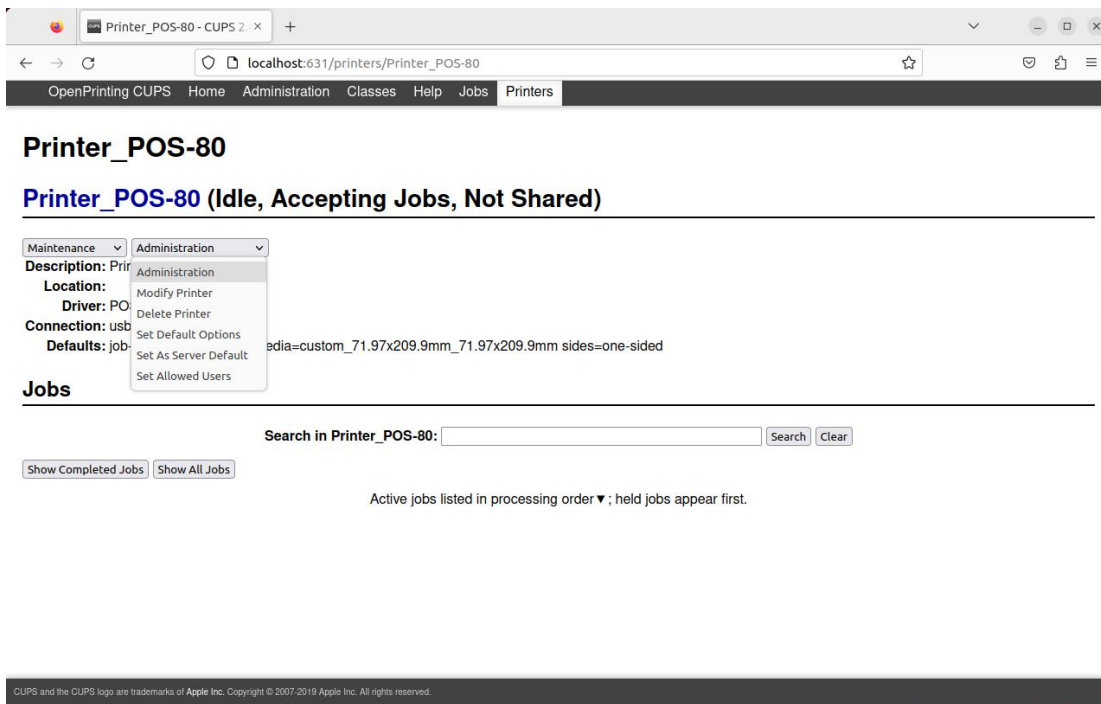 Printer_POS-80 - CUPS 2.
localhost:631/printers/Printer_POS-80
OpenPrinting CUPS Home Administration Classes Help Jobs Printers
Printer_POS-80
Printer_POS-80 (Idle, Accepting Jobs, Not Shared)
Maintenance Administration
Description:
Location:
Driver:
Connection: usb
Defaults: job- sides=one-sided
Administration
Modify Printer
Delete Printer
Set Default Options
Set As Server Default
Set Allowed Users
edia=custom_71.97x209.9mm_71.97x209.9mm
Jobs
Search in Printer_POS-80: Search Clear
Show Completed Jobs Show All Jobs
Active jobs listed in processing order▼; held jobs appear first.
CUPS and the CUPS logo are trademarks of Apple Inc. Copyright © 2007-2019 Apple Inc. All rights reserved.